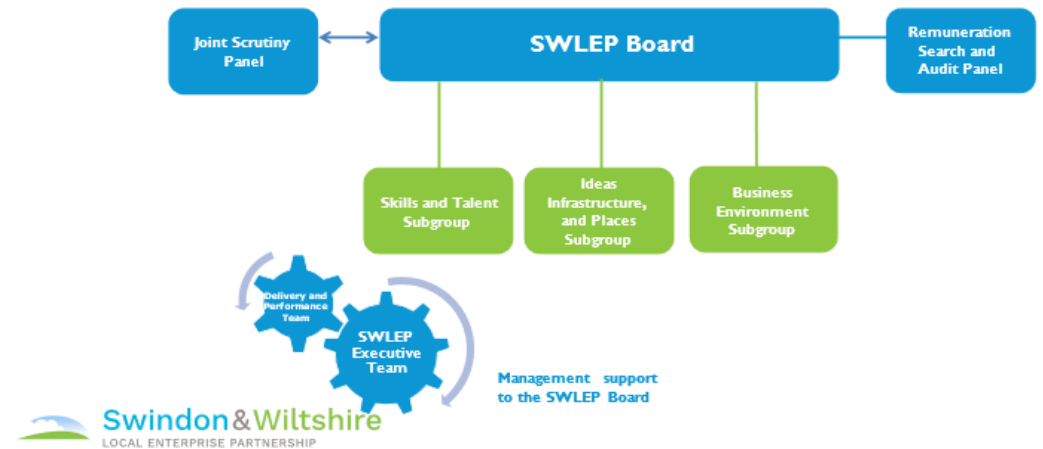 Joint Scrutiny
Panel
SWLEP Board
Remuneration
Search and
Audit Panel
Skills and Talent
Subgroup
Ideas
Infrastructure,
and Places
Subgroup
Business
Environment
Subgroup
Delivery and
Performance
Team
SWLEP
Executive
Team
Management support
to the SWLEP Board
Swindon&Wiltshire
LOCAL ENTERPRISE PARTNERSHIP